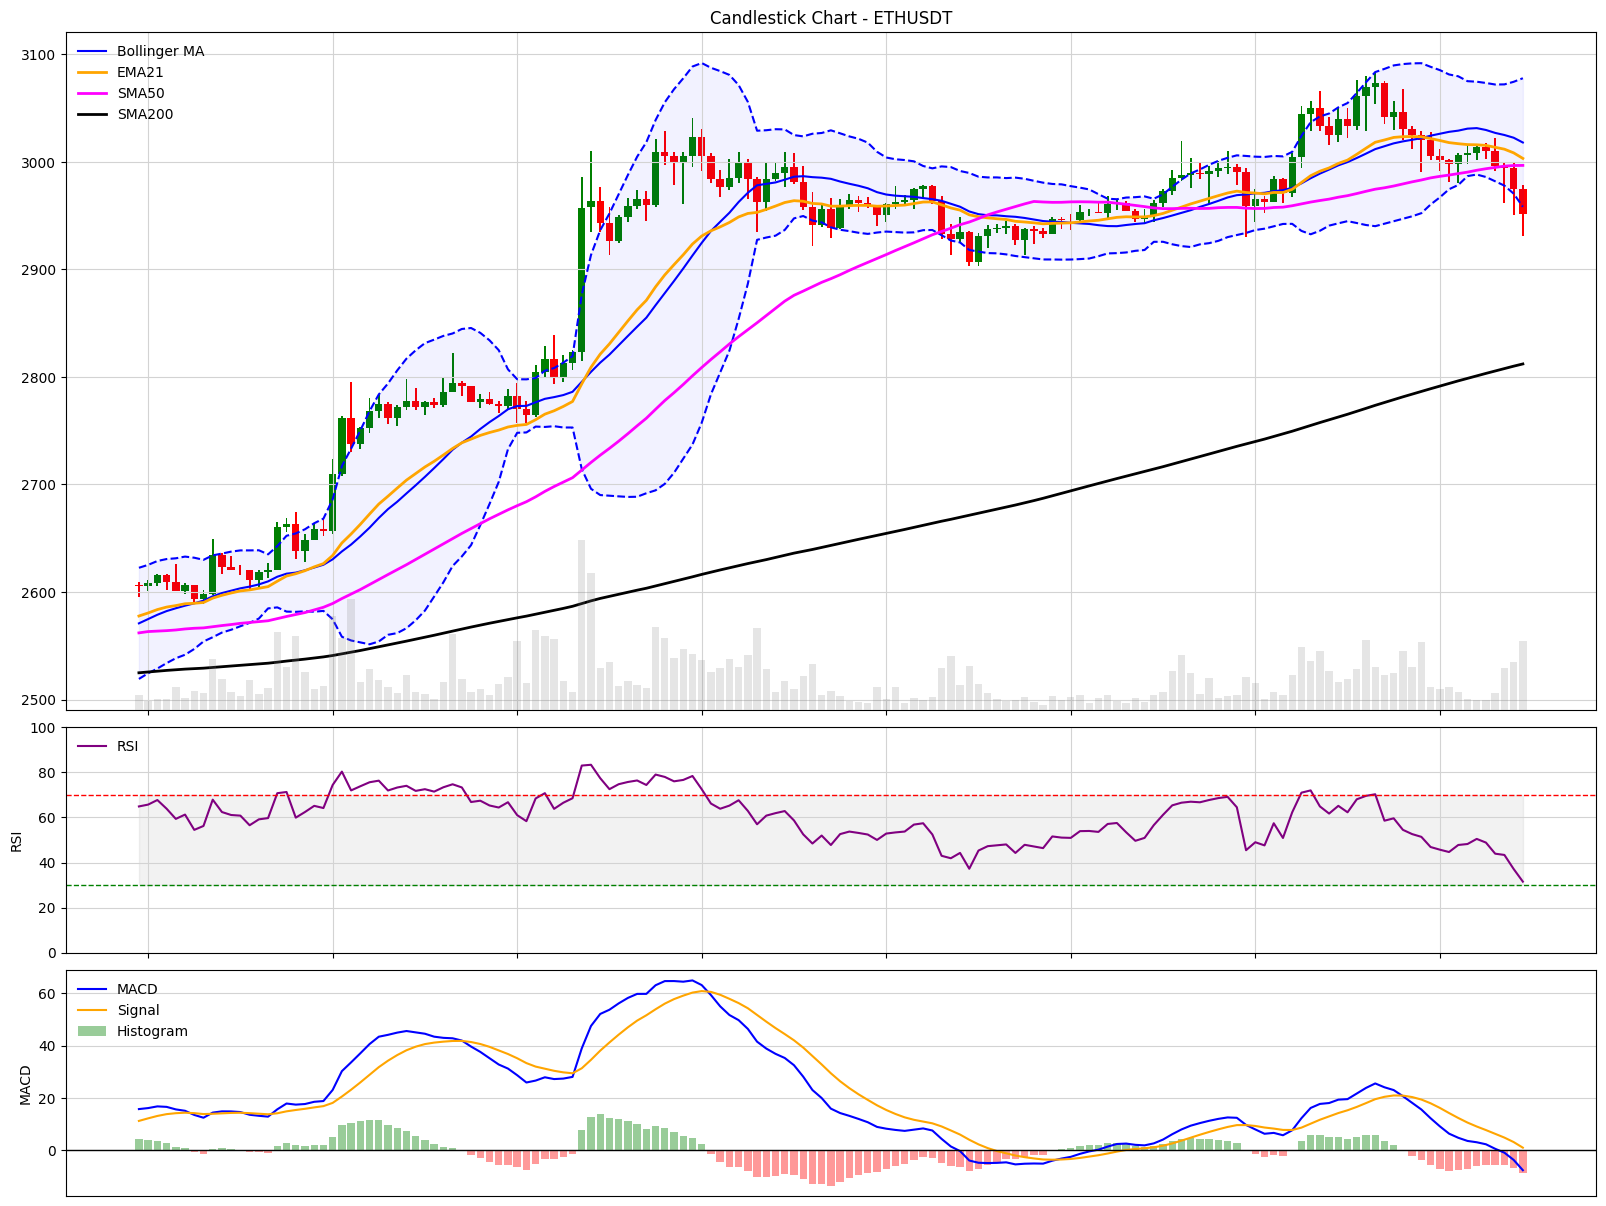 Candlestick Chart - ETHUSDT
Bollinger MA
EMA21
SMA50
SMA200
3100
3000
2900
2800
2700
2600
2500
RSI
RSI
100
80
60
40
20
0
MACD
Signal
Histogram
MACD
60
40
20
0